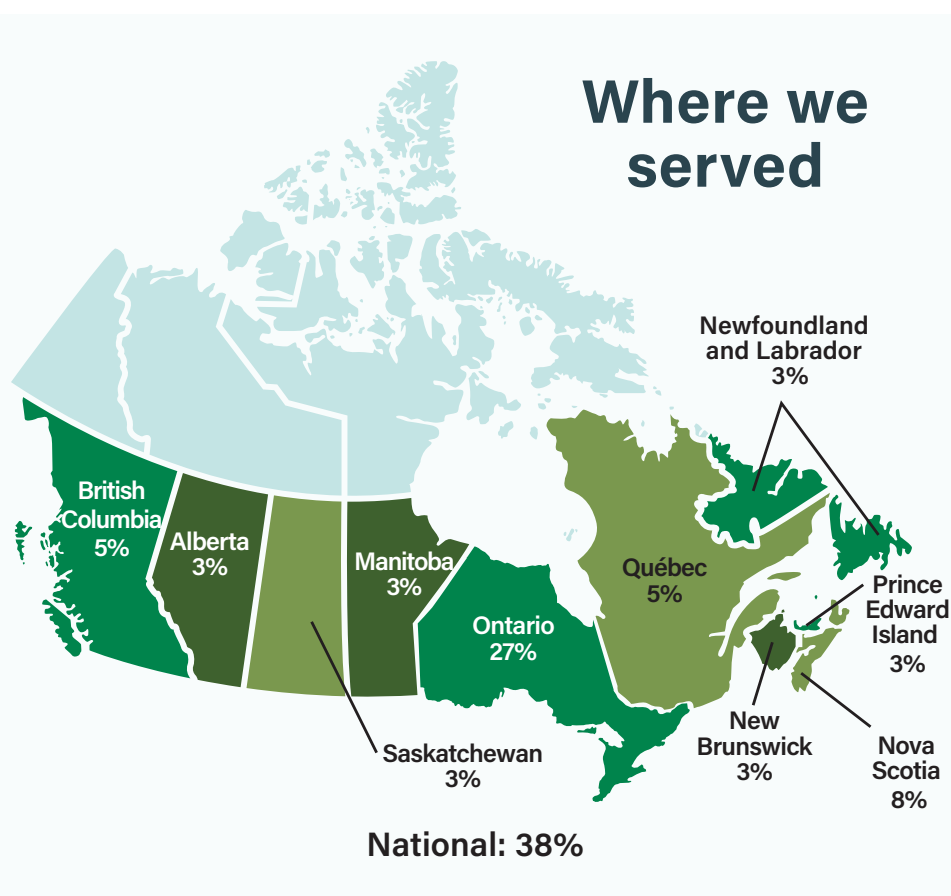 Where we
served
Newfoundland
and Labrador
3%
British
Columbia
5%
Alberta
3%
Manitoba
3%
Ontario
27%
Québec
5%
Prince
Edward
Island
3%
Saskatchewan
3%
New
Brunswick
3%
Nova
Scotia
8%
National: 38%